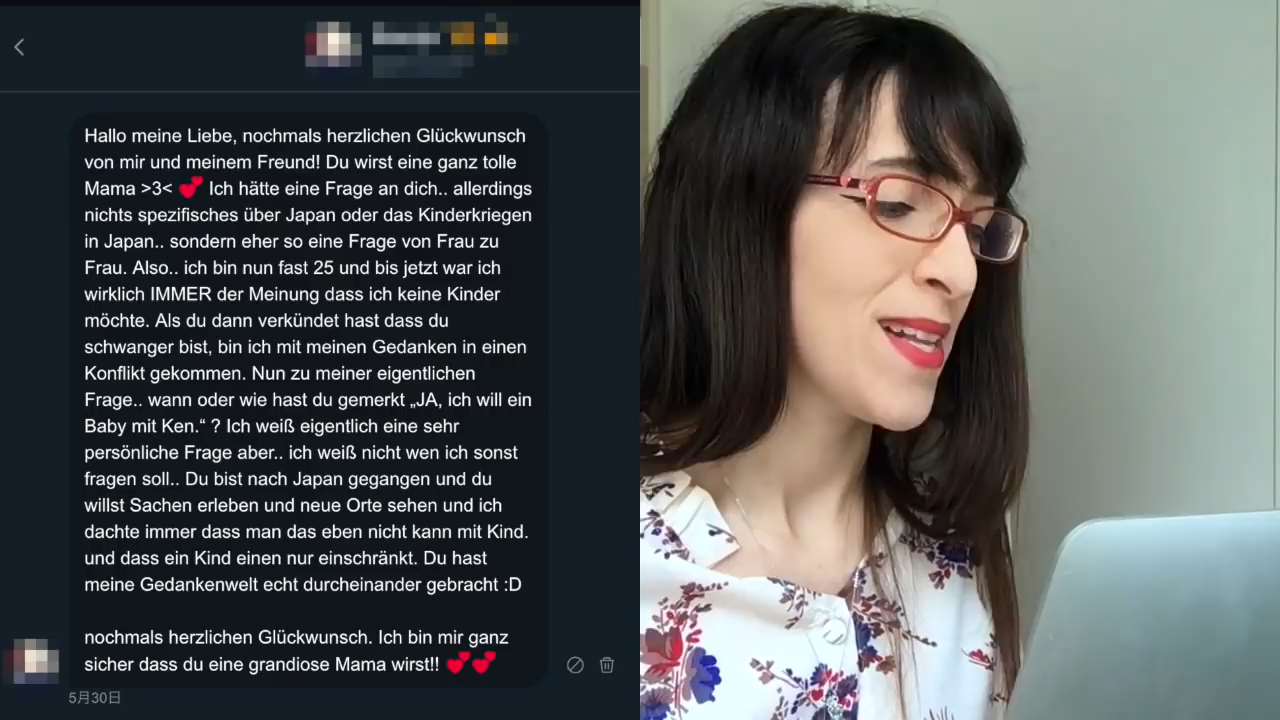 Hallo meine Liebe, nochmals herzlichen Glückwunsch
von mir und meinem Freund! Du wirst eine ganz tolle
Mama >3< 💕 Ich hätte eine Frage an dich.. allerdings
nichts spezifisches über Japan oder das Kinderkriegen
in Japan.. sondern eher so eine Frage von Frau zu
Frau. Also.. ich bin nun fast 25 und bis jetzt war ich
wirklich IMMER der Meinung dass ich keine Kinder
möchte. Als du dann verkündet hast dass du
schwanger bist, bin ich mit meinen Gedanken in einen
Konflikt gekommen. Nun zu meiner eigentlichen
Frage.. wann oder wie hast du gemerkt „JA, ich will ein
Baby mit Ken.“ ? Ich weiß eigentlich eine sehr
persönliche Frage aber.. ich weiß nicht wen ich sonst
fragen soll.. Du bist nach Japan gegangen und du
willst Sachen erleben und neue Orte sehen und ich
dachte immer dass man das eben nicht kann mit Kind.
und dass ein Kind einen nur einschränkt. Du hast
meine Gedankenwelt echt durcheinander gebracht :D
nochmals herzlichen Glückwunsch. Ich bin mir ganz
sicher dass du eine grandiose Mama wirst!! 💕💕
5月30日